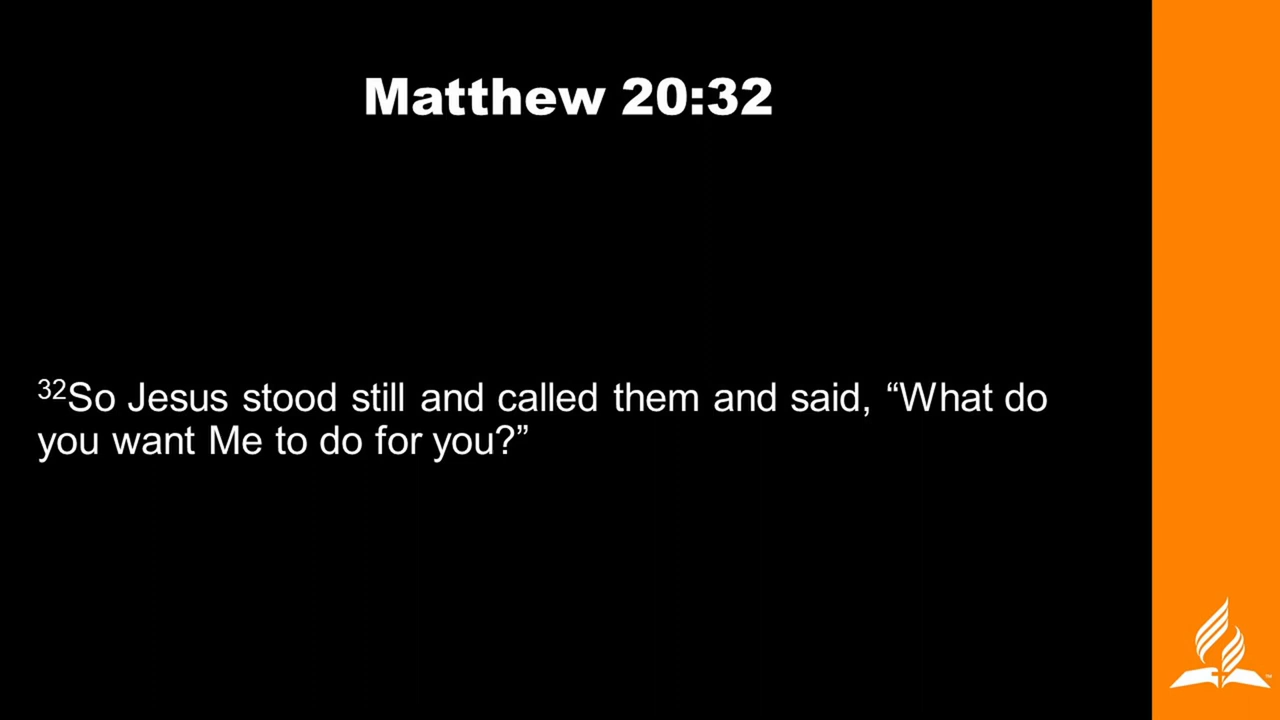 Matthew 20:32
32So Jesus stood still and called them and said, “What do
you want Me to do for you?”